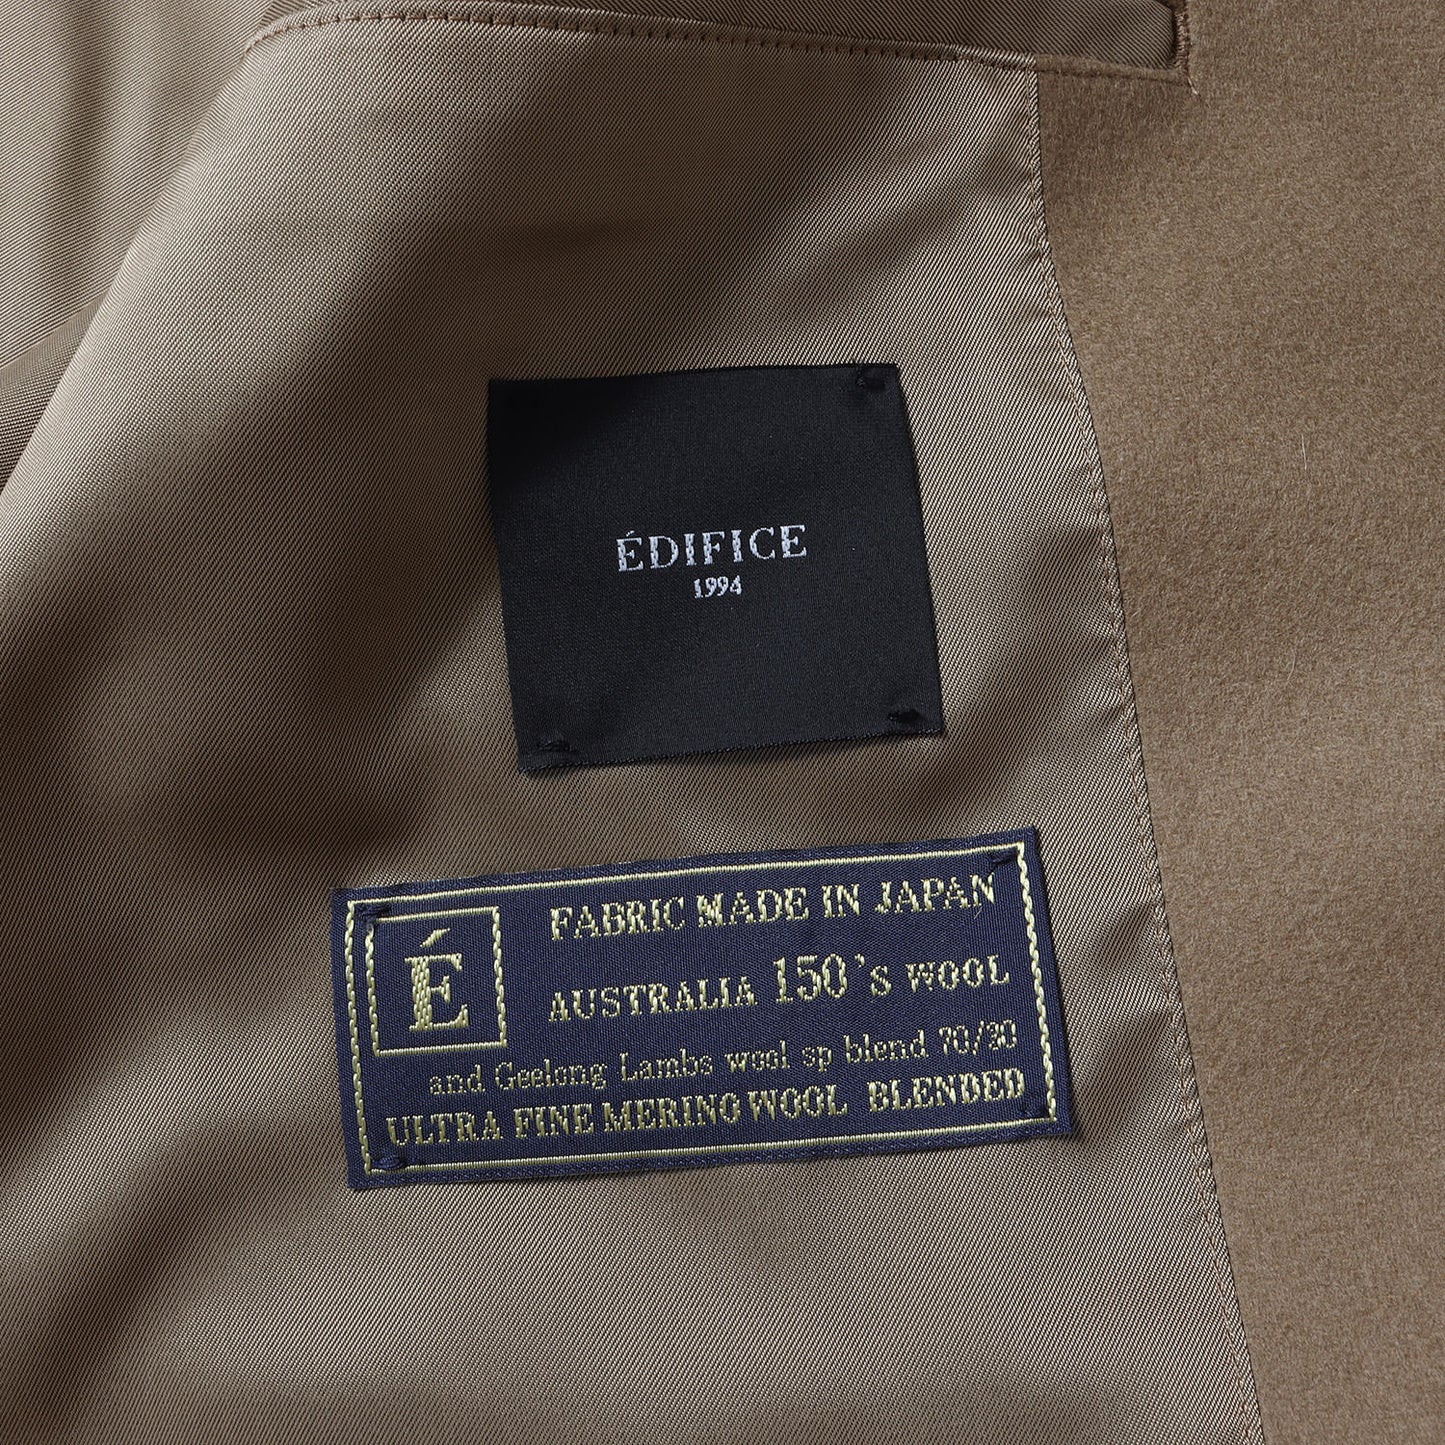 ÉDIFICE
1994
É
FABRIC MADE IN JAPAN
AUSTRALIA 150'S WOOL
and Geelong Lambs wool sp blend 70/30
ULTRA FINE MERINO WOOL BLENDED